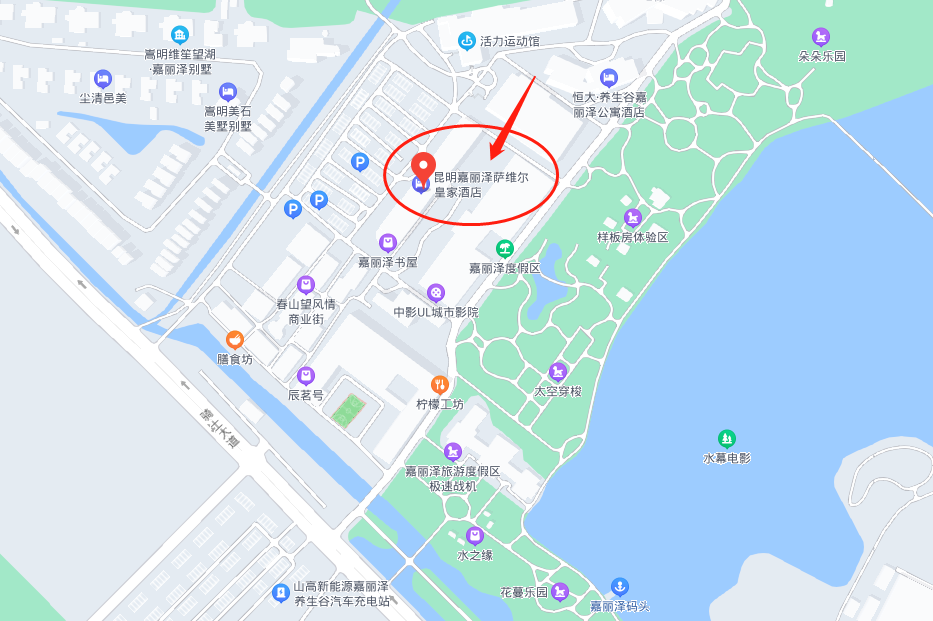 活力运动馆
朵朵乐园
嵩明维笙望湖
·嘉丽泽别墅
尘清邑美
嵩明美石
美墅别墅
恒大·养生谷嘉
丽泽公寓酒店
P
昆明嘉丽泽萨维尔
皇家酒店
P
P
样板房体验区
嘉丽泽书屋
嘉丽泽度假区
春山望风情
商业街
中影UL城市影院
膳食坊
辰茗号
柠檬工坊
太空穿梭
骑仕大道
水幕电影
嘉丽泽旅游度假区
极速战机
水之缘
山高新能源嘉丽泽
养生谷汽车充电站
花蔓乐园
嘉丽泽码头